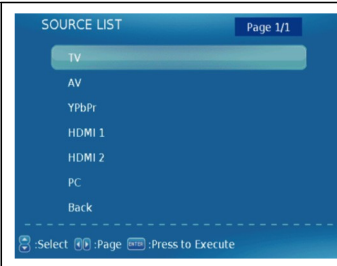 SOURCE LIST
Page 1/1
TV
AV
YPbPr
HDMI 1
HDMI 2
PC
Back
:Select :Page ENTER :Press to Execute